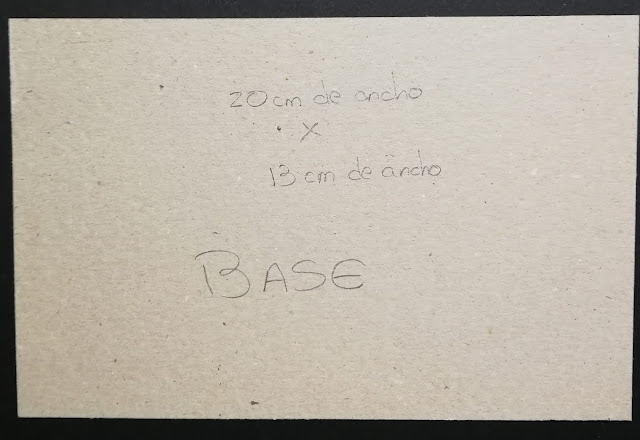 20 cm de ancho
X
13 cm de ancho
BASE